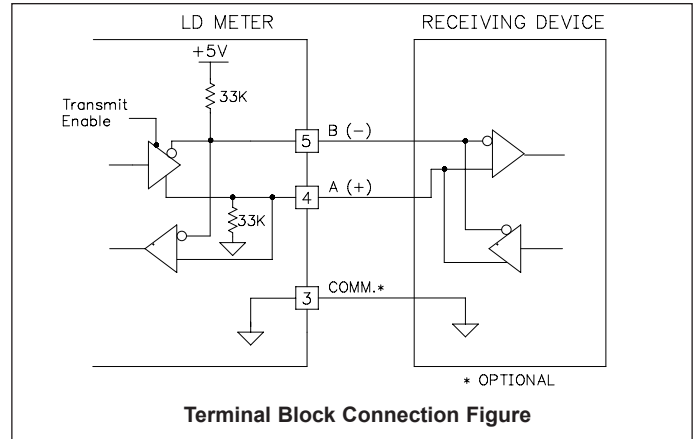 LD METER
RECEIVING DEVICE
+5V
33K
Transmit
Enable
5
B (-)
4
A (+)
33K
3
COMM.*
* OPTIONAL
Terminal Block Connection Figure